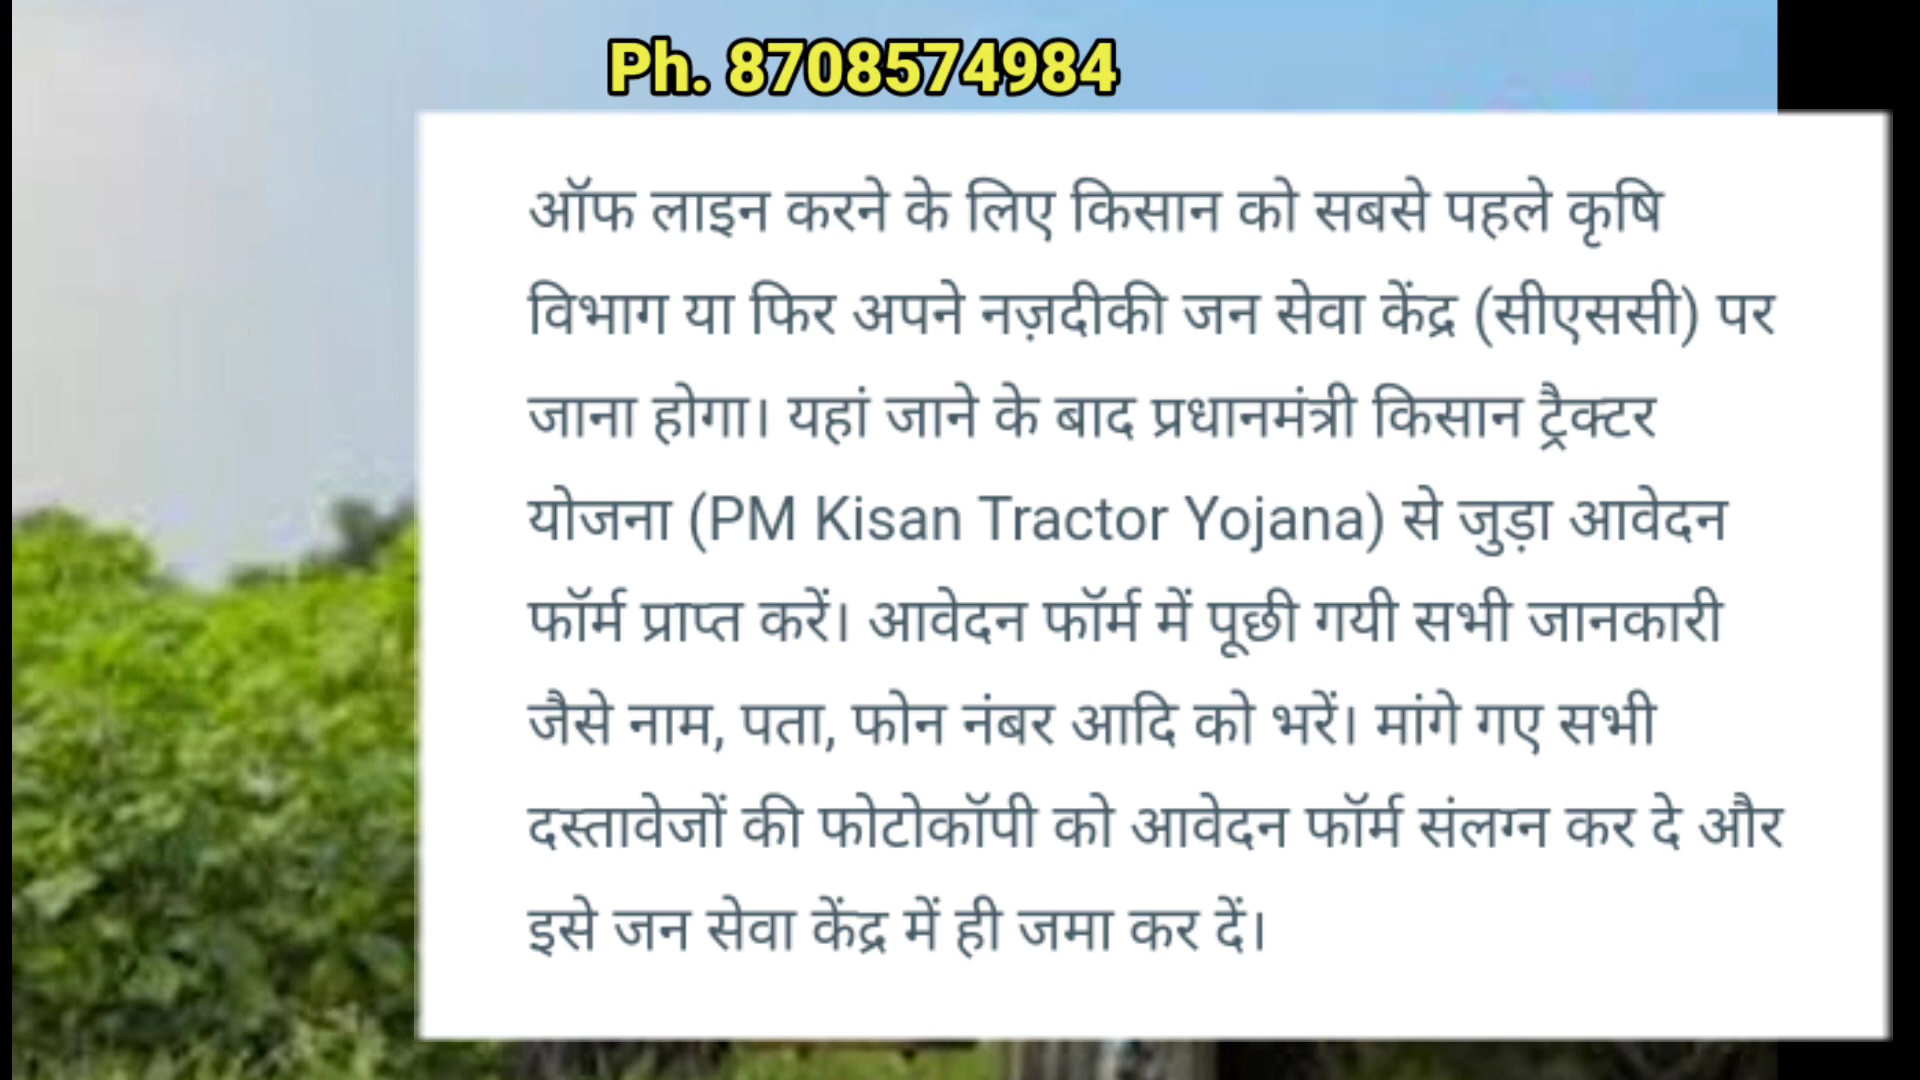 Ph. 8708574984
ऑफ लाइन करने के लिए किसान को सबसे पहले कृषि
विभाग या फिर अपने नज़दीकी जन सेवा केंद्र (सीएससी) पर
जाना होगा। यहां जाने के बाद प्रधानमंत्री किसान ट्रैक्टर
योजना (PM Kisan Tractor Yojana) से जुड़ा आवेदन
फॉर्म प्राप्त करें। आवेदन फॉर्म में पूछी गयी सभी जानकारी
जैसे नाम, पता, फोन नंबर आदि को भरें। मांगे गए सभी
दस्तावेजों की फोटोकॉपी को आवेदन फॉर्म संलग्न कर दे और
इसे जन सेवा केंद्र में ही जमा कर दें।